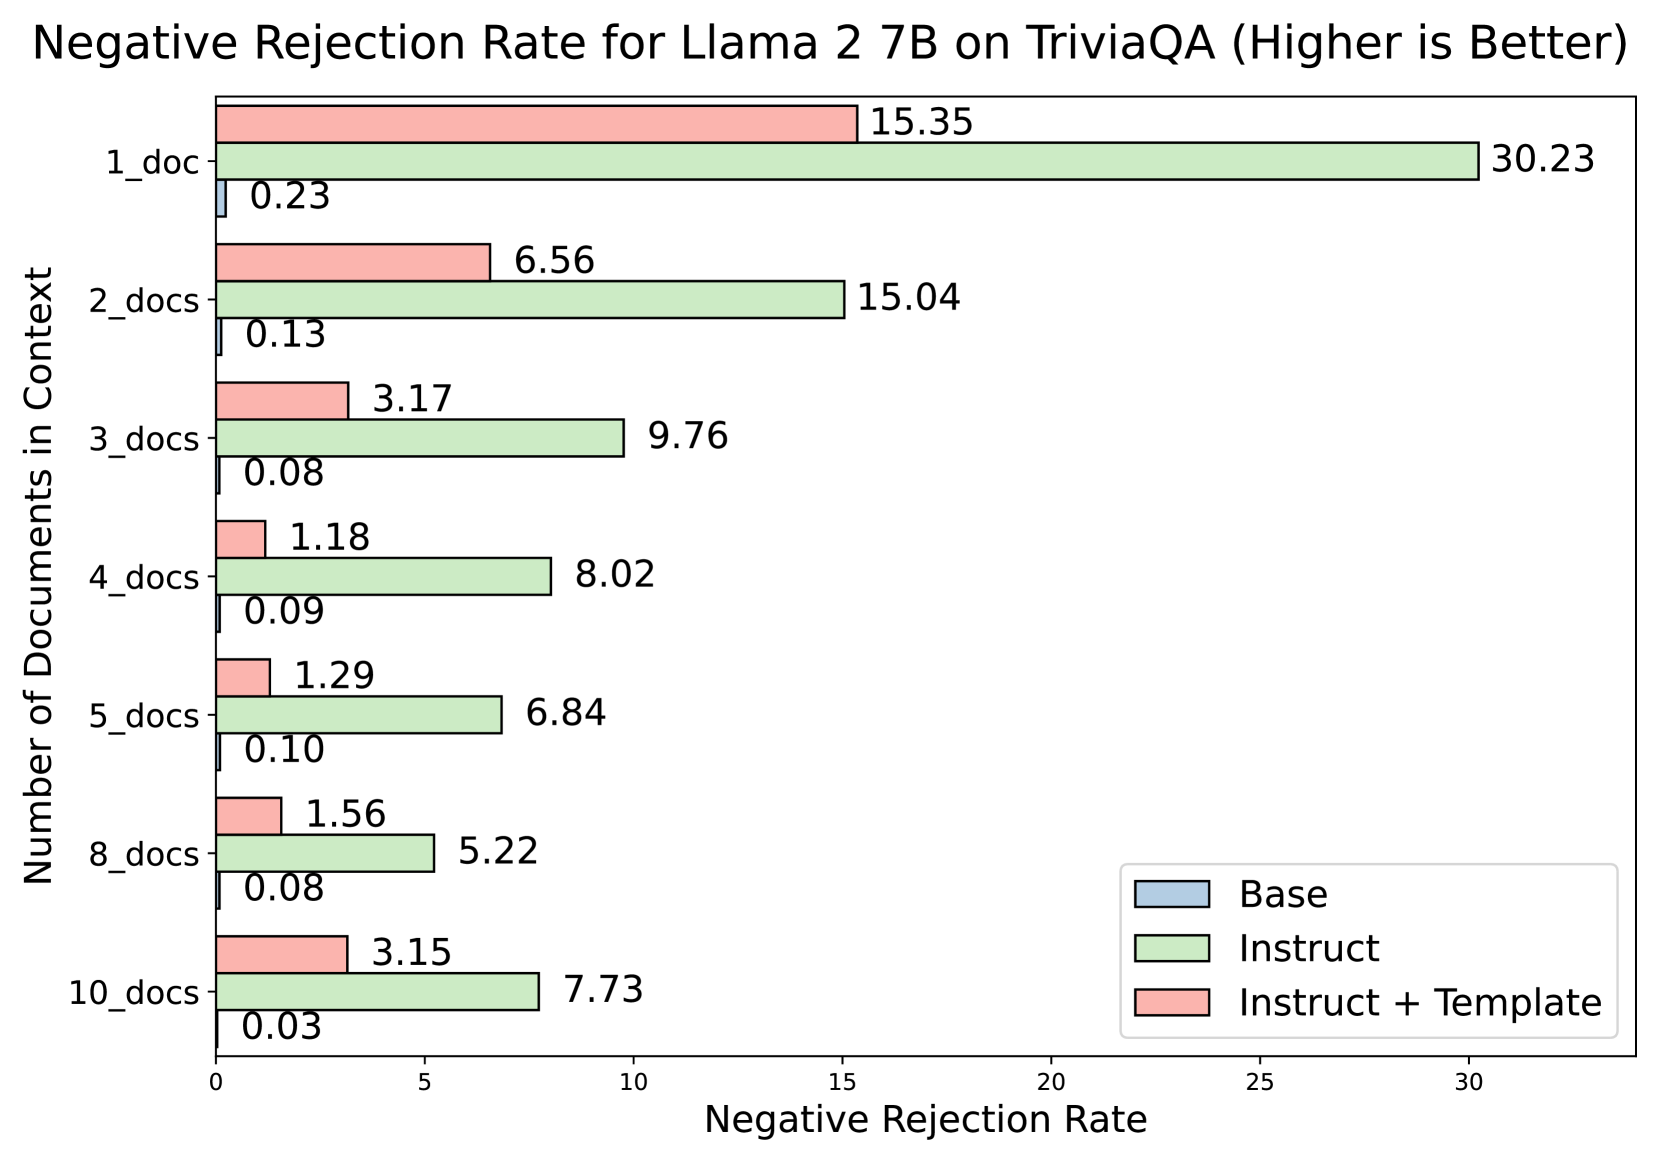 Negative Rejection Rate for Llama 2 7B on TriviaQA (Higher is Better)
Number of Documents in Context
1_doc
15.35
30.23
0.23
2_docs
6.56
15.04
0.13
3_docs
3.17
9.76
0.08
4_docs
1.18
8.02
0.09
5_docs
1.29
6.84
0.10
8_docs
1.56
5.22
0.08
10_docs
3.15
7.73
0.03
Base
Instruct
Instruct + Template
0 5 10 15 20 25 30
Negative Rejection Rate